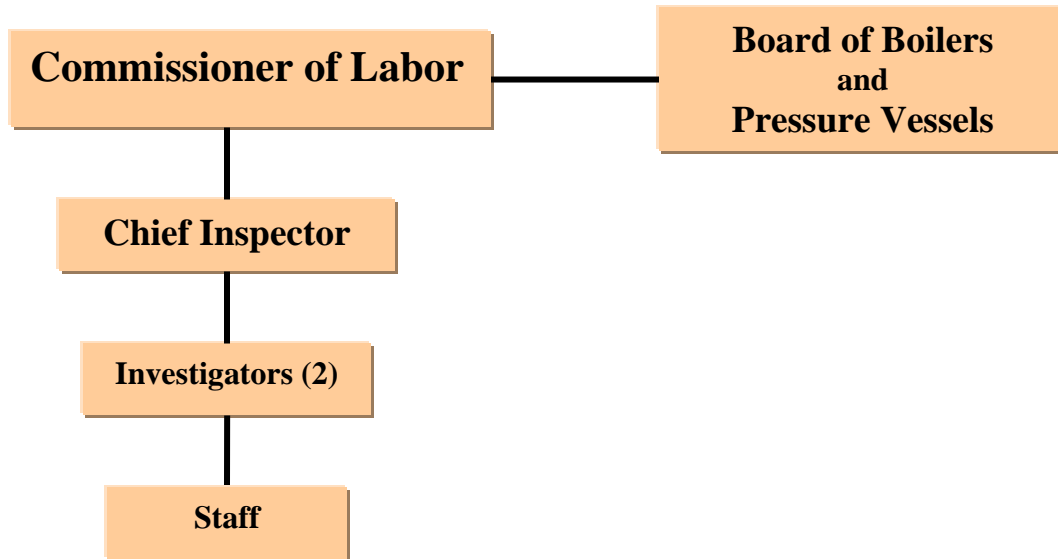 Commissioner of Labor
Board of Boilers
and
Pressure Vessels
Chief Inspector
Investigators (2)
Staff